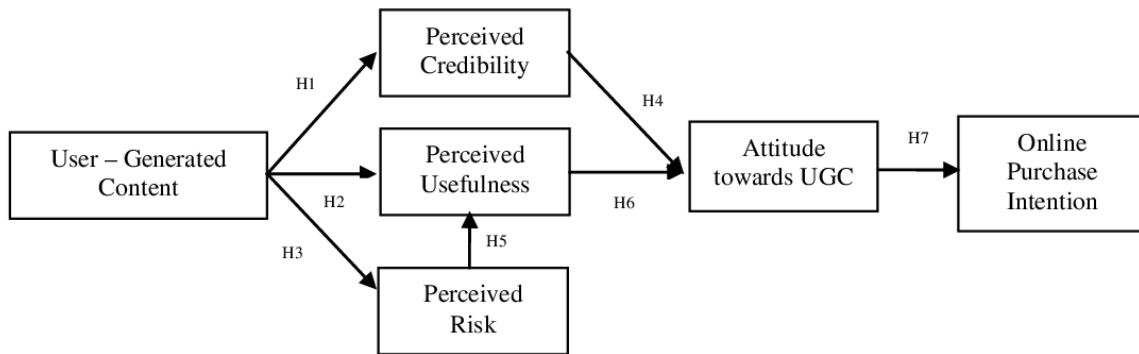 Perceived
Credibility
H1
H4
User – Generated
Content
Perceived
Usefulness
H2
H6
Attitude
towards UGC
H7
Online
Purchase
Intention
H3
H5
Perceived
Risk